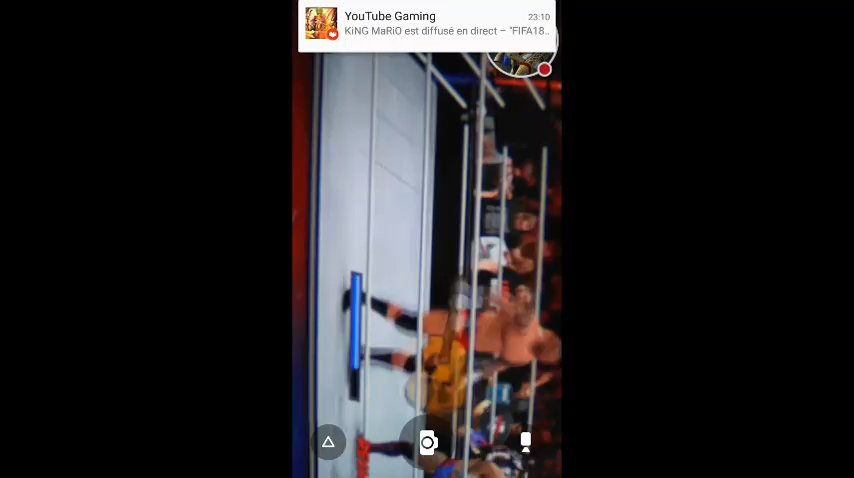 YouTube Gaming
23:10
KiNG MaRiO est diffusé en direct – "FIFA18..